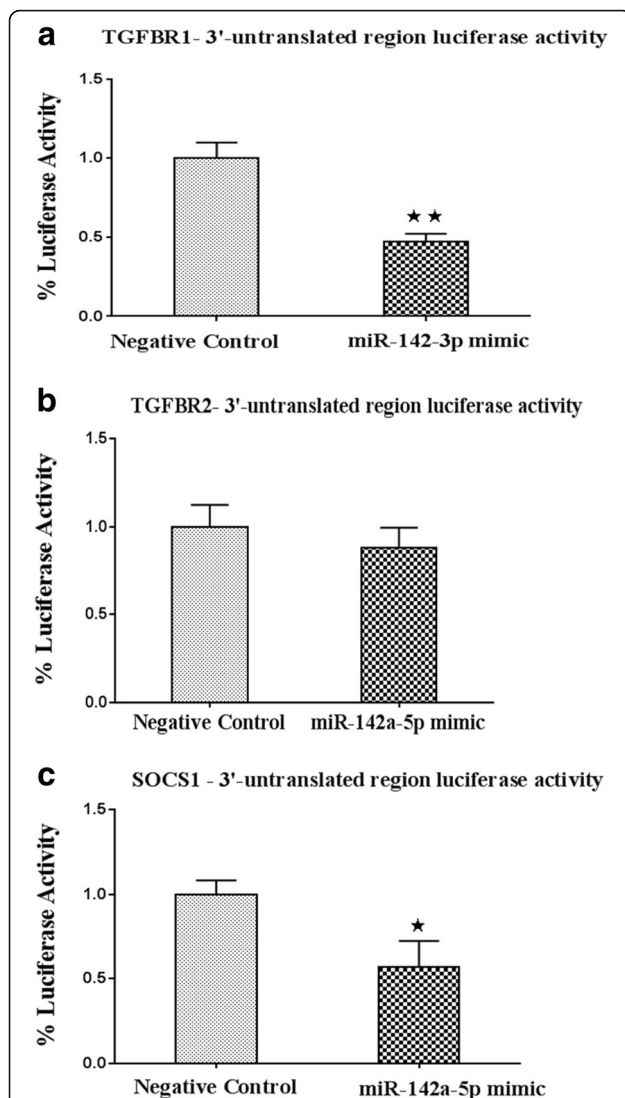 a
TGFBR1- 3'-untranslated region luciferase activity
% Luciferase Activity
1.5
1.0
0.5
0.0
★ ★
Negative Control
miR-142-3p mimic
b
TGFBR2- 3'-untranslated region luciferase activity
% Luciferase Activity
1.5
1.0
0.5
0.0
Negative Control
miR-142a-5p mimic
c
SOCS1 - 3'-untranslated region luciferase activity
% Luciferase Activity
1.5
1.0
0.5
0.0
★
Negative Control
miR-142a-5p mimic